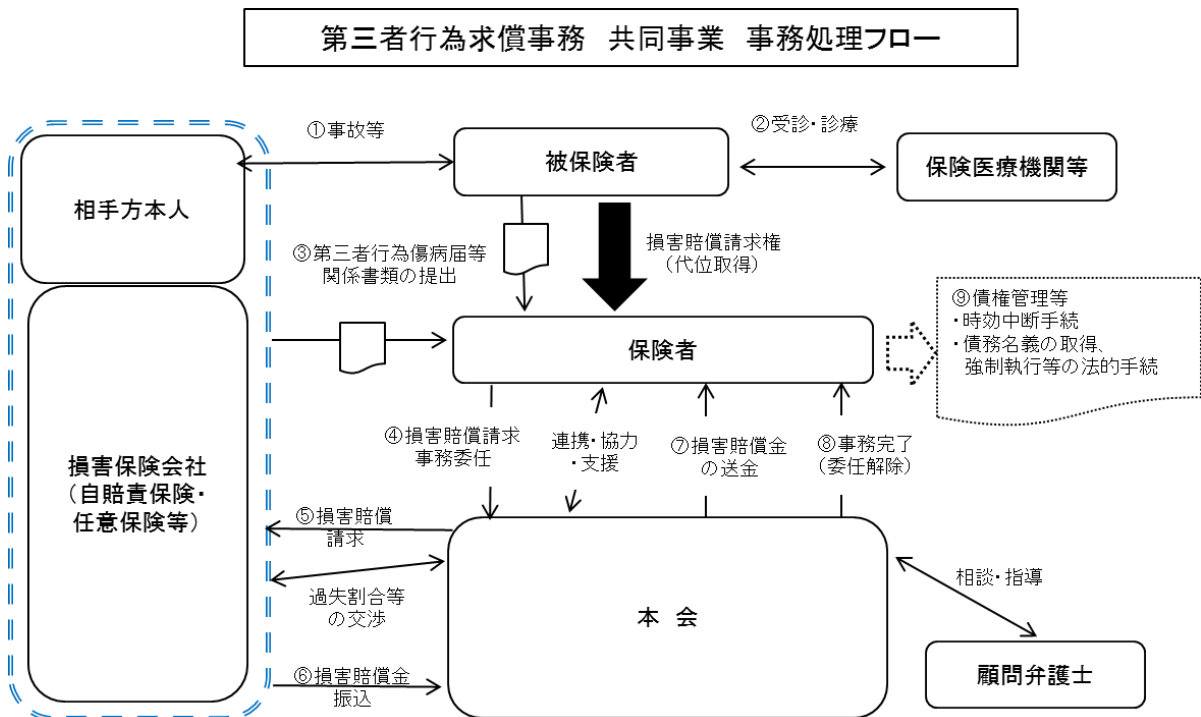 第三者行為求償事務 共同事業 事務処理フロー
①事故等
②受診・診療
被保険者
保険医療機関等
相手方本人
③第三者行為傷病届等
関係書類の提出
損害賠償請求権
（代位取得）
⑨債権管理等
・時効中断手続
・債務名義の取得、
強制執行等の法的手続
保険者
④損害賠償請求
事務委任
連携・協力
・支援
⑦損害賠償金
の送金
⑧事務完了
（委任解除）
損害保険会社
（自賠責保険・
任意保険等）
⑤損害賠償
請求
過失割合等
の交渉
本 会
相談・指導
⑥損害賠償金
振込
顧問弁護士